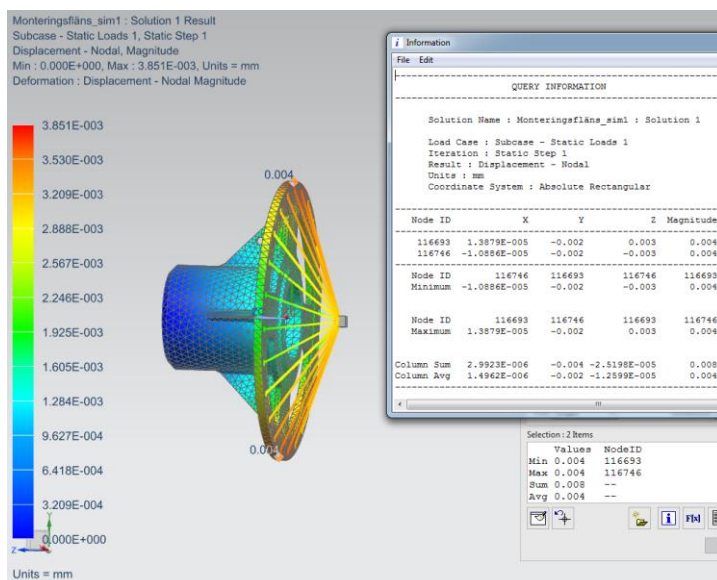 Monteringsfläns_sim1 : Solution 1 Result
Subcase - Static Loads 1, Static Step 1
Displacement - Nodal, Magnitude
Min : 0.000E+000, Max : 3.851E-003, Units = mm
Deformation : Displacement - Nodal Magnitude
3.851E-003
3.530E-003
3.209E-003
2.888E-003
2.567E-003
2.246E-003
1.925E-003
1.605E-003
1.284E-003
9.627E-004
6.418E-004
3.209E-004
0.000E+000
Units = mm
0.004
0.004
Y
Z
Information
File Edit
QUERY INFORMATION
Solution Name : Monteringsfläns_sim1 : Solution 1
Load Case : Subcase - Static Loads 1
Iteration : Static Step 1
Result : Displacement - Nodal
Units : mm
Coordinate System : Absolute Rectangular
Node ID X Y Z Magnitude
116693 1.3879E-005 -0.002 0.003 0.004
116746 -1.0886E-005 -0.002 -0.003 0.004
Node ID 116746 116693 116746 116693
Minimum -1.0886E-005 -0.002 -0.003 0.004
Node ID 116693 116746 116693 116746
Maximum 1.3879E-005 -0.002 0.003 0.004
Column Sum 2.9923E-006 -0.004 -2.5198E-005 0.008
Column Avg 1.4962E-006 -0.002 -1.2599E-005 0.004
Selection : 2 Items
Values NodeID
Min 0.004 116693
Max 0.004 116746
Sum 0.008 --
Avg 0.004 --
F(x)